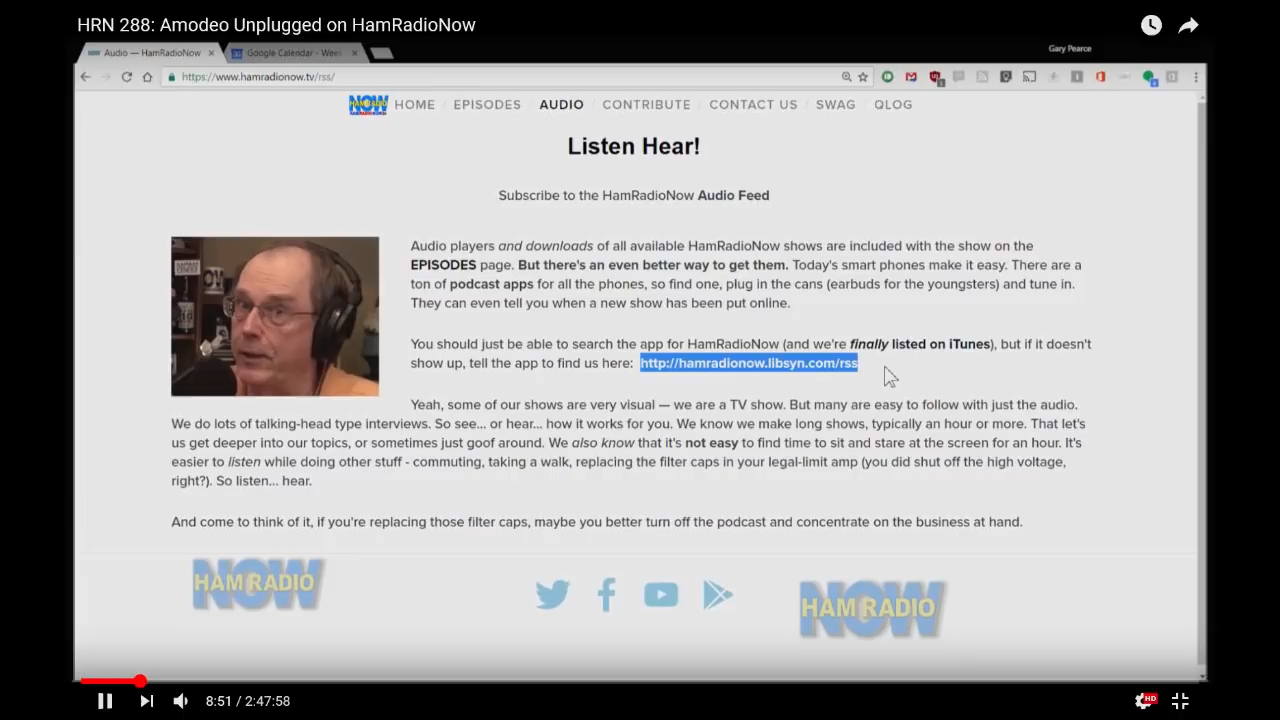 HRN 288: Amodeo Unplugged on HamRadioNow
Audio — HamRadioNow
Google Calendar - Wee
Gary Pearce
https://www.hamradionow.tv/rss/
HAM RADIO NOW
HOME / EPISODES / AUDIO / CONTRIBUTE / CONTACT US / SWAG / QLOG
Listen Hear!
Subscribe to the HamRadioNow Audio Feed
Audio players and downloads of all available HamRadioNow shows are included with the show on the
EPISODES page. But there's an even better way to get them. Today's smart phones make it easy. There are a
ton of podcast apps for all the phones, so find one, plug in the cans (earbuds for the youngsters) and tune in.
They can even tell you when a new show has been put online.
You should just be able to search the app for HamRadioNow (and we're finally listed on iTunes), but if it doesn't
show up, tell the app to find us here: http://hamradionow.libsyn.com/rss
Yeah, some of our shows are very visual — we are a TV show. But many are easy to follow with just the audio.
We do lots of talking-head type interviews. So see... or hear... how it works for you. We know we make long shows, typically an hour or more. That let's
us get deeper into our topics, or sometimes just goof around. We also know that it's not easy to find time to sit and stare at the screen for an hour. It's
easier to listen while doing other stuff - commuting, taking a walk, replacing the filter caps in your legal-limit amp (you did shut off the high voltage,
right?). So listen... hear.
And come to think of it, if you're replacing those filter caps, maybe you better turn off the podcast and concentrate on the business at hand.
HAM RADIO NOW
HAM RADIO NOW
8:51 / 2:47:58
HD